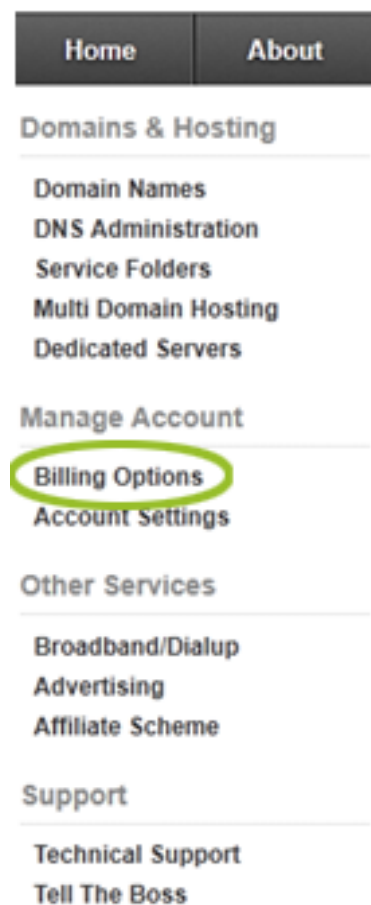 Home About
Domains & Hosting
Domain Names
DNS Administration
Service Folders
Multi Domain Hosting
Dedicated Servers
Manage Account
Billing Options
Account Settings
Other Services
Broadband/Dialup
Advertising
Affiliate Scheme
Support
Technical Support
Tell The Boss